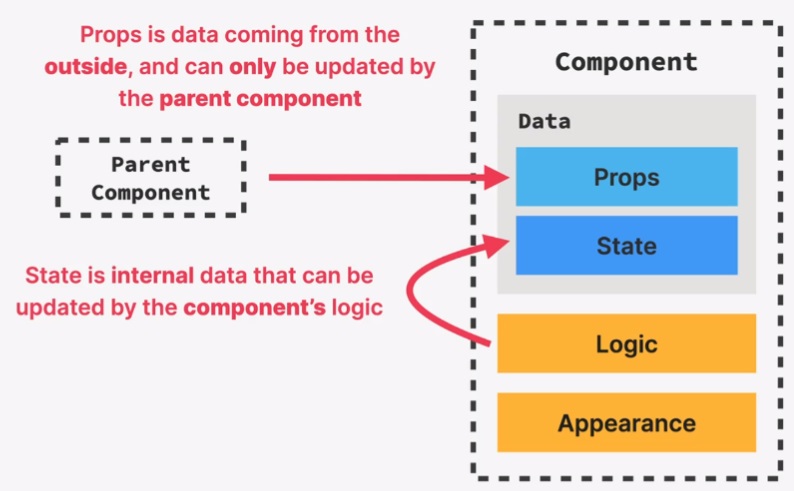 Props is data coming from the
outside, and can only be updated by
the parent component
Parent
Component
State is internal data that can be
updated by the component’s logic
Component
Data
Props
State
Logic
Appearance